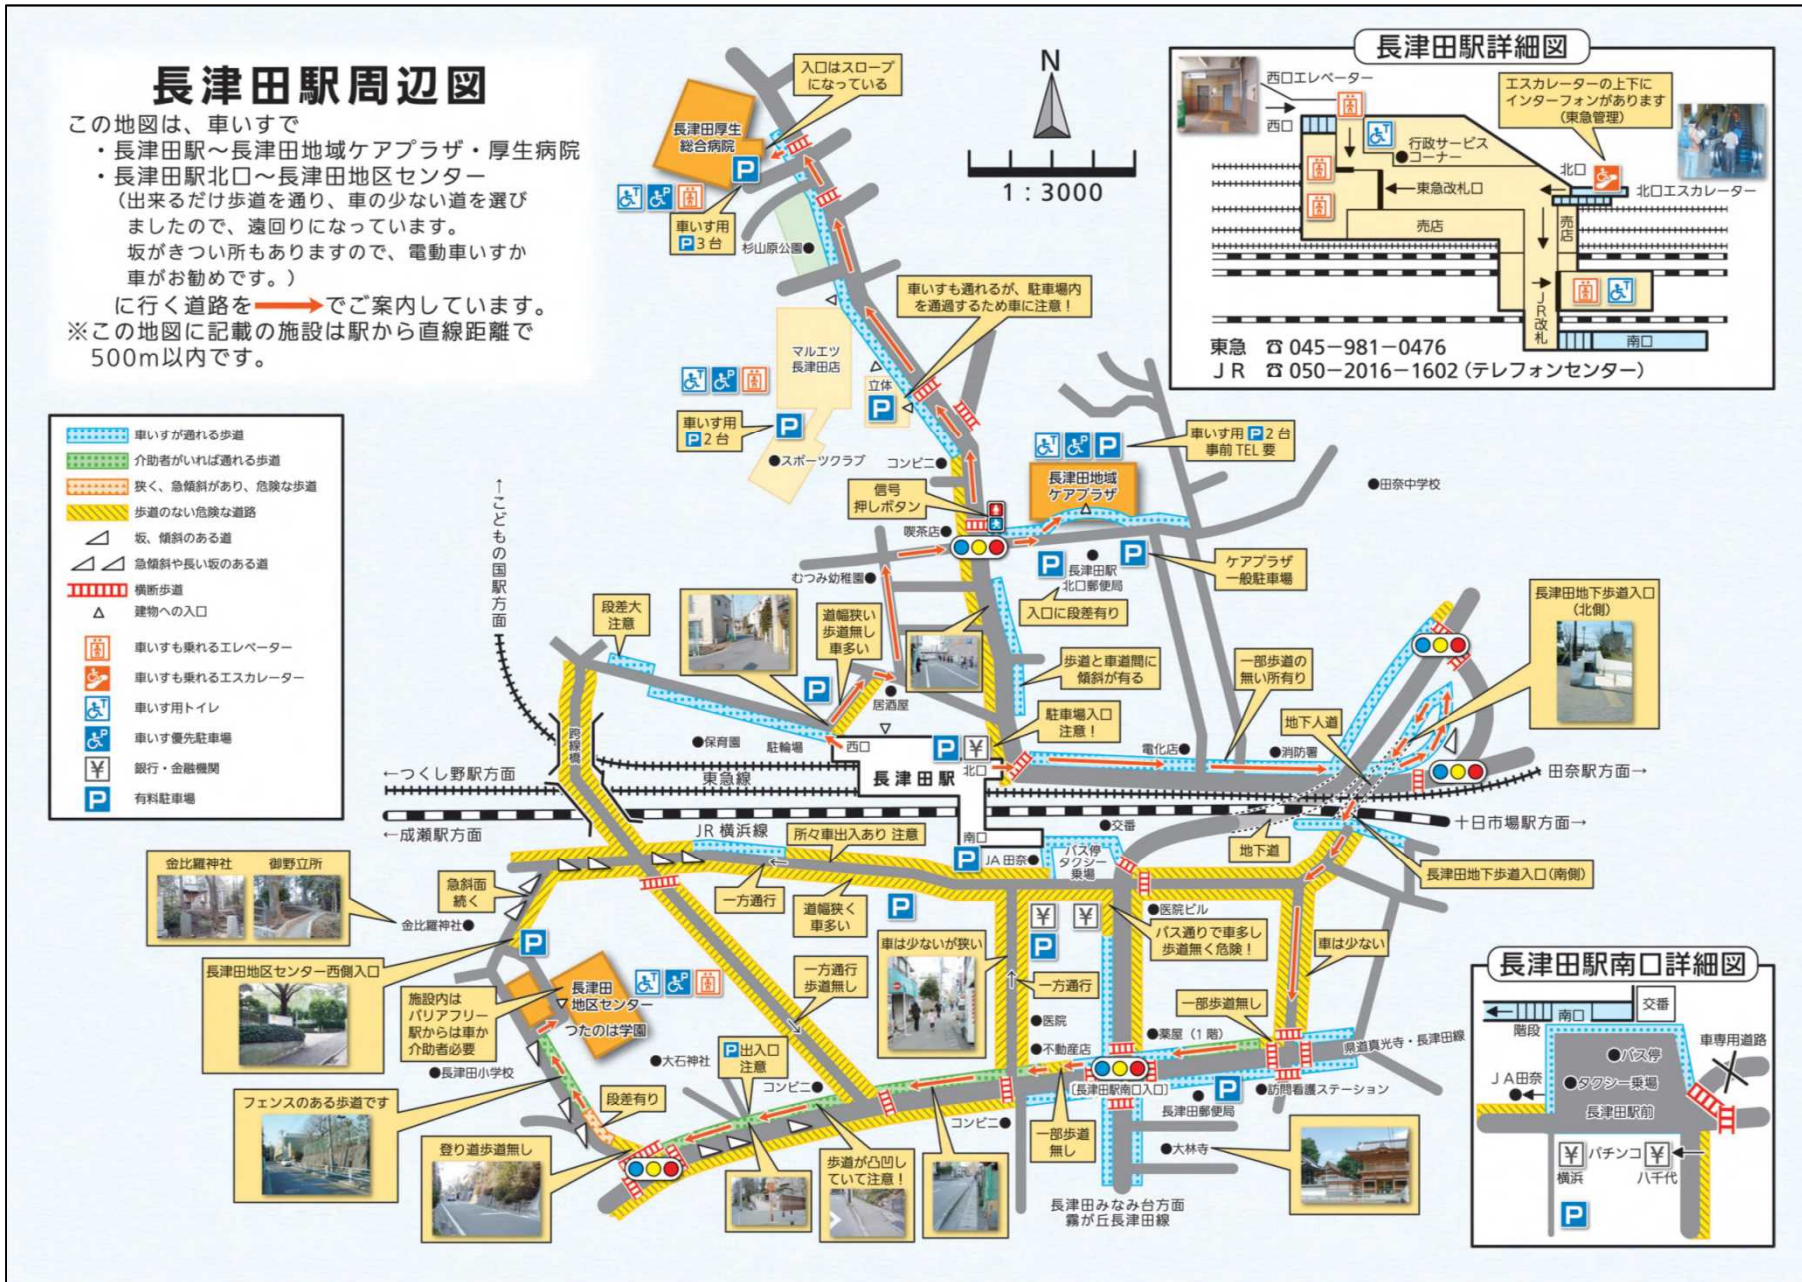 長津田駅周辺図
この地図は、車いすで
・長津田駅～長津田地域ケアプラザ・厚生病院
・長津田駅北口～長津田地区センター
（出来るだけ歩道を通り、車の少ない道を選び
ましたので、遠回りになっています。
坂がきつい所もありますので、電動車いすか
車がお勧めです。）
に行く道路を でご案内しています。
※この地図に記載の施設は駅から直線距離で
500m以内です。
車いすが通れる歩道
介助者がいれば通れる歩道
狭く、急傾斜があり、危険な歩道
歩道のない危険な道路
坂、傾斜のある道
急傾斜や長い坂のある道
横断歩道
建物への入口
車いすも乗れるエレベーター
車いすも乗れるエスカレーター
車いす用トイレ
車いす優先駐車場
銀行・金融機関
P 有料駐車場
入口はスロープ
になっている
長津田厚生
総合病院
P
車いす用
P3台
杉山原公園
N
1：3000
車いすも通れるが、駐車場内
を通過するため車に注意！
マルエツ
長津田店
立体
P
車いす用
P2台
P
スポーツクラブ
コンビニ
信号
押しボタン
喫茶店
むつみ幼稚園
車いす用P2台
事前TEL要
P
長津田地域
ケアプラザ
田奈中学校
P
長津田駅
北口郵便局
P
ケアプラザ
一般駐車場
入口に段差有り
長津田駅詳細図
西口エレベーター
西口
行政サービス
コーナー
エスカレーターの上下に
インターフォンがあります
（東急管理）
北口
北口エスカレーター
東急改札口
売店
売店
JR改札
南口
東急 ☎045－981－0476
ＪＲ ☎050－2016－1602（テレフォンセンター）
↑こどもの国駅方面
段差大
注意
道幅狭い
歩道無し
車多い
歩道と車道間に
傾斜が有る
一部歩道の
無い所有り
長津田地下歩道入口
（北側）
P
居酒屋
駐車場入口
注意！
地下人道
跨線橋
保育園
駐輪場
西口
P
¥
北口
電化店
消防署
←つくし野駅方面
東急線
長津田駅
田奈駅方面→
←成瀬駅方面
JR横浜線
所々車出入あり 注意
南口
交番
十日市場駅方面→
P
JA田奈
バス停
タクシー
乗場
地下道
長津田地下歩道入口（南側）
金比羅神社
御野立所
急斜面
続く
一方通行
道幅狭く
車多い
P
¥
¥
P
医院ビル
バス通りで車多し
歩道無く危険！
金比羅神社
P
車は少ないが狭い
車は少ない
長津田地区センター西側入口
一方通行
歩道無し
一方通行
施設内は
バリアフリー
駅からは車か
介助者必要
長津田
地区センター
つたのは学園
医院
一部歩道無し
薬屋（1階）
不動産店
県道真光寺・長津田線
大石神社
P出入口
注意
コンビニ
長津田小学校
（長津田駅南口入口）
P
訪問看護ステーション
長津田郵便局
フェンスのある歩道です
段差有り
コンビニ
一部歩道
無し
大林寺
登り道歩道無し
歩道が凸凹し
ていて注意！
長津田みなみ台方面
霧が丘長津田線
長津田駅南口詳細図
南口
交番
階段
車専用道路
バス停
JA田奈
タクシー乗場
長津田駅前
¥
パチンコ
¥
横浜
八千代
P